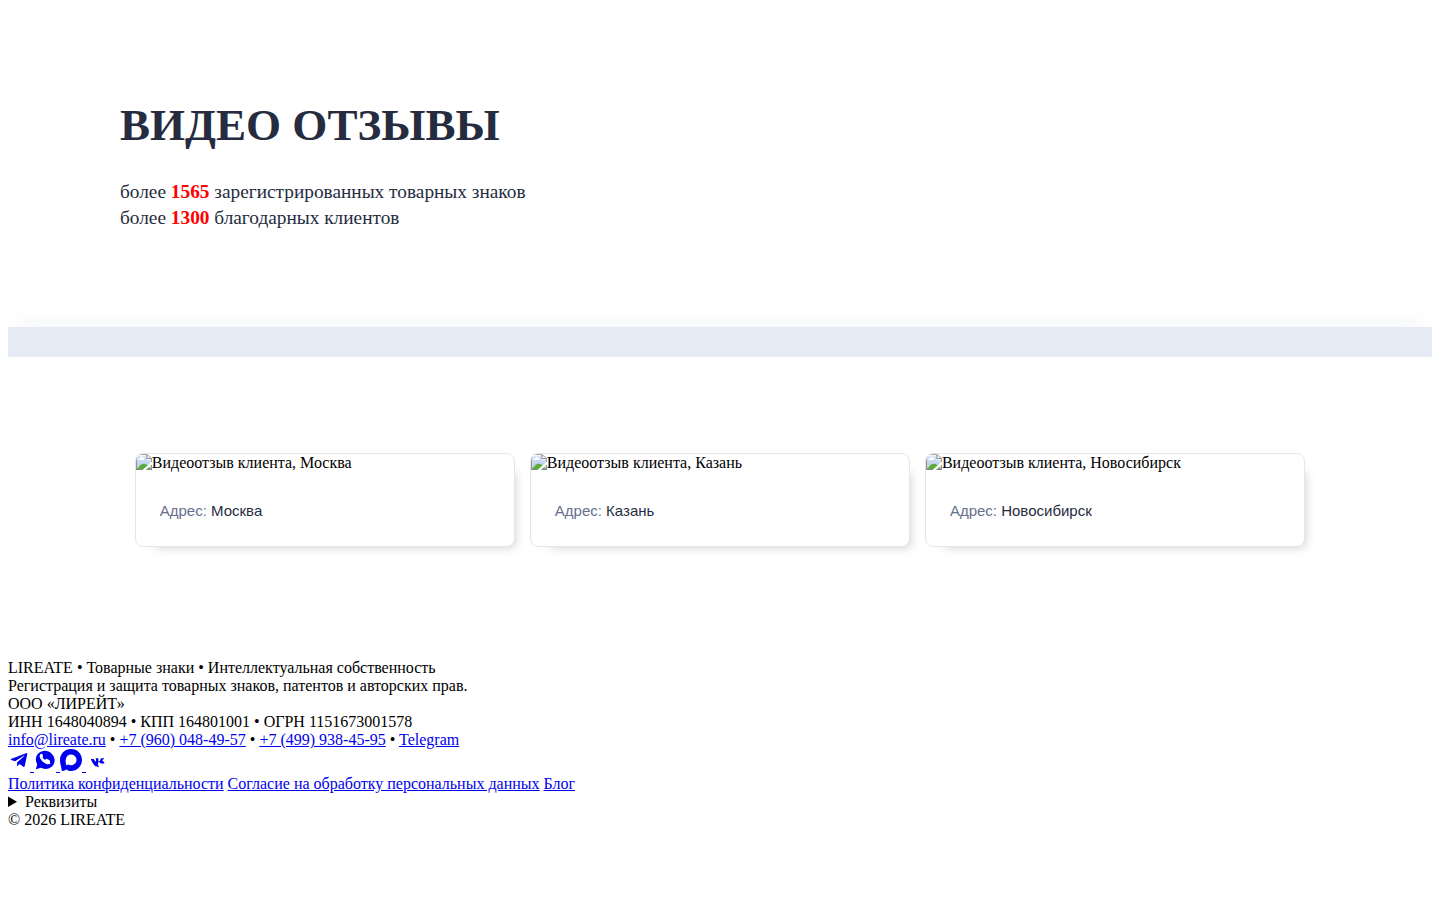 ВИДЕО ОТЗЫВЫ
более 1565 зарегистрированных товарных знаков
более 1300 благодарных клиентов
Видеоотзыв клиента, Москва
Адрес: Москва
Видеоотзыв клиента, Казань
Адрес: Казань
Видеоотзыв клиента, Новосибирск
Адрес: Новосибирск
LIREATE • Товарные знаки • Интеллектуальная собственность
Регистрация и защита товарных знаков, патентов и авторских прав.
ООО «ЛИРЕЙТ»
ИНН 1648040894 • КПП 164801001 • ОГРН 1151673001578
info@lireate.ru • +7 (960) 048-49-57 • +7 (499) 938-45-95 • Telegram
Политика конфиденциальности Согласие на обработку персональных данных Блог
Реквизиты
© 2026 LIREATE